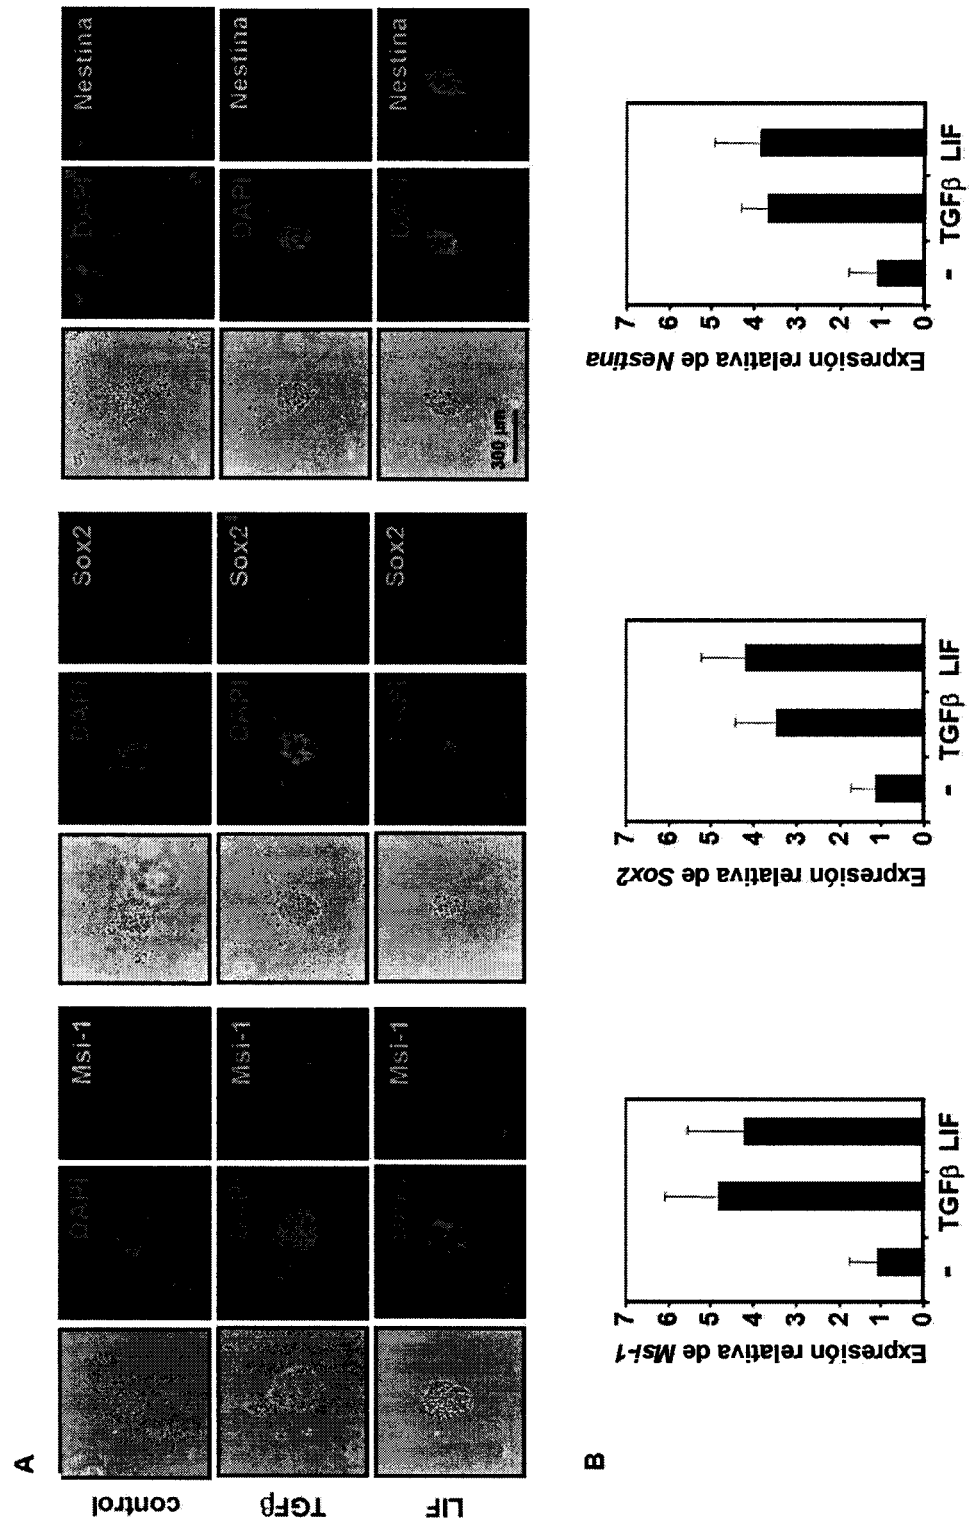 A
control
DAPI
Msi-1
DAPI
Sox2
DAPI
Nestina
TGFβ
Msi-1
DAPI
Sox2
DAPI
Nestina
LIF
Msi-1
Sox2
DAPI
Nestina
300 µm
B
Expresión relativa de Msi-1
7
6
5
4
3
2
1
0
- TGFβ LIF
Expresión relativa de Sox2
7
6
5
4
3
2
1
0
- TGFβ LIF
Expresión relativa de Nestina
7
6
5
4
3
2
1
0
- TGFβ LIF